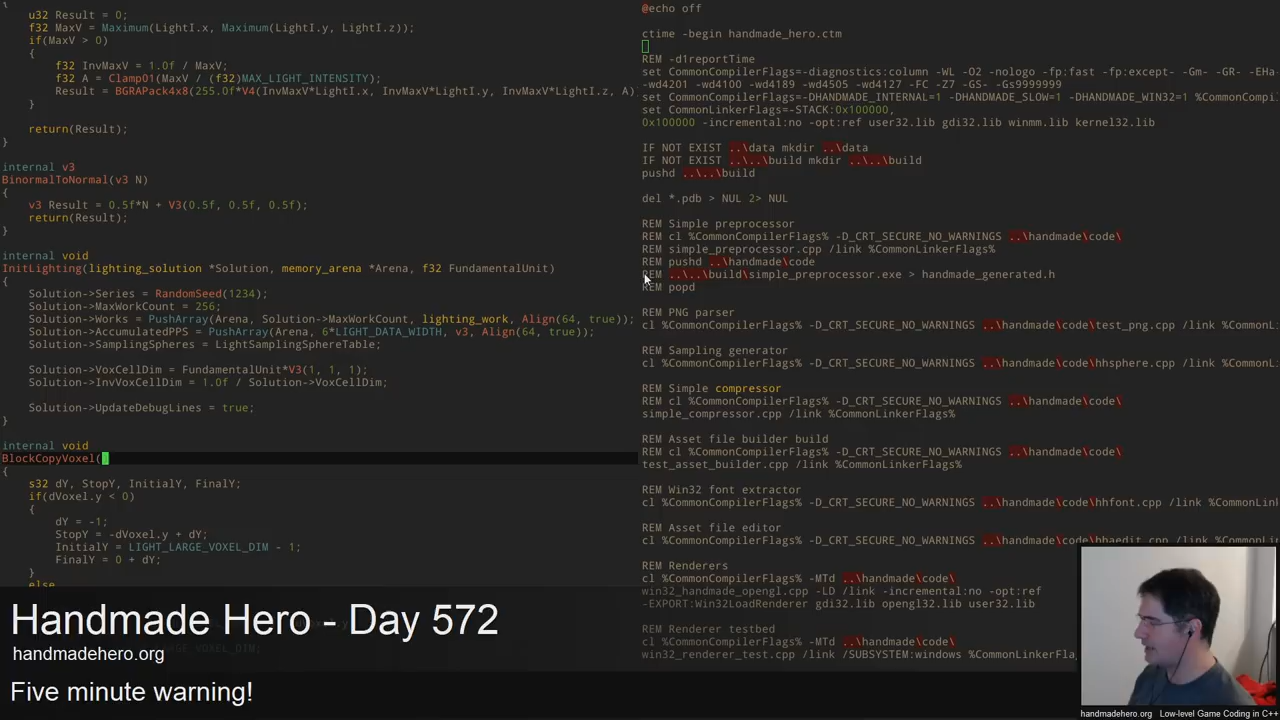 u32 Result = 0;
f32 MaxV = Maximum(LightI.x, Maximum(LightI.y, LightI.z));
if(MaxV > 0)
{
f32 InvMaxV = 1.0f / MaxV;
f32 A = Clamp01(MaxV / (f32)MAX_LIGHT_INTENSITY);
Result = BGRAPack4x8(255.0f*V4(InvMaxV*LightI.x, InvMaxV*LightI.y, InvMaxV*LightI.z, A)
}
return(Result);
}
internal v3
BinormalToNormal(v3 N)
{
v3 Result = 0.5f*N + V3(0.5f, 0.5f, 0.5f);
return(Result);
}
internal void
InitLighting(lighting_solution *Solution, memory_arena *Arena, f32 FundamentalUnit)
{
Solution->Series = RandomSeed(1234);
Solution->MaxWorkCount = 256;
Solution->Works = PushArray(Arena, Solution->MaxWorkCount, lighting_work, Align(64, true));
Solution->AccumulatedPPS = PushArray(Arena, 6*LIGHT_DATA_WIDTH, v3, Align(64, true));
Solution->SamplingSpheres = LightSamplingSphereTable;
Solution->VoxCellDim = FundamentalUnit*V3(1, 1, 1);
Solution->InvVoxCellDim = 1.0f / Solution->VoxCellDim;
Solution->UpdateDebugLines = true;
}
internal void
BlockCopyVoxel()
{
s32 dY, StopY, InitialY, FinalY;
if(dVoxel.y < 0)
{
dY = -1;
StopY = -dVoxel.y + dY;
InitialY = LIGHT_LARGE_VOXEL_DIM - 1;
FinalY = 0 + dY;
}
else
@echo off
ctime -begin handmade_hero.ctm
REM -d1reportTime
set CommonCompilerFlags=-diagnostics:column -WL -O2 -nologo -fp:fast -fp:except- -Gm- -GR- -EHa
-wd4201 -wd4100 -wd4189 -wd4505 -wd4127 -FC -Z7 -GS- -Gs9999999
set CommonCompilerFlags=-DHANDMADE_INTERNAL=1 -DHANDMADE_SLOW=1 -DHANDMADE_WIN32=1 %CommonCompi
set CommonLinkerFlags=-STACK:0x100000,
0x100000 -incremental:no -opt:ref user32.lib gdi32.lib winmm.lib kernel32.lib
IF NOT EXIST ..\data mkdir ..\data
IF NOT EXIST ..\..\build mkdir ..\..\build
pushd ..\..\build
del *.pdb > NUL 2> NUL
REM Simple preprocessor
REM cl %CommonCompilerFlags% -D_CRT_SECURE_NO_WARNINGS ..\handmade\code\
REM simple_preprocessor.cpp /link %CommonLinkerFlags%
REM pushd ..\handmade\code
REM ..\..\build\simple_preprocessor.exe > handmade_generated.h
REM popd
REM PNG parser
cl %CommonCompilerFlags% -D_CRT_SECURE_NO_WARNINGS ..\handmade\code\test_png.cpp /link %CommonL
REM Sampling generator
cl %CommonCompilerFlags% -D_CRT_SECURE_NO_WARNINGS ..\handmade\code\hhsphere.cpp /link %CommonL
REM Simple compressor
REM cl %CommonCompilerFlags% -D_CRT_SECURE_NO_WARNINGS ..\handmade\code\
simple_compressor.cpp /link %CommonLinkerFlags%
REM Asset file builder build
REM cl %CommonCompilerFlags% -D_CRT_SECURE_NO_WARNINGS ..\handmade\code\
test_asset_builder.cpp /link %CommonLinkerFlags%
REM Win32 font extractor
cl %CommonCompilerFlags% -D_CRT_SECURE_NO_WARNINGS ..\handmade\code\hhfont.cpp /link %CommonLin
REM Asset file editor
cl %CommonCompilerFlags% -D_CRT_SECURE_NO_WARNINGS ..\handmade\code\hhaedit.cpp /link %CommonLi
REM Renderers
cl %CommonCompilerFlags% -MTd ..\handmade\code\
win32_handmade_opengl.cpp -LD /link -incremental:no -opt:ref
-EXPORT:Win32LoadRenderer gdi32.lib opengl32.lib user32.lib
REM Renderer testbed
cl %CommonCompilerFlags% -MTd ..\handmade\code\
win32_renderer_test.cpp /link /SUBSYSTEM:windows %CommonLinkerFla
Handmade Hero - Day 572
handmadehero.org
Five minute warning!
handmadehero.org Low-level Game Coding in C++